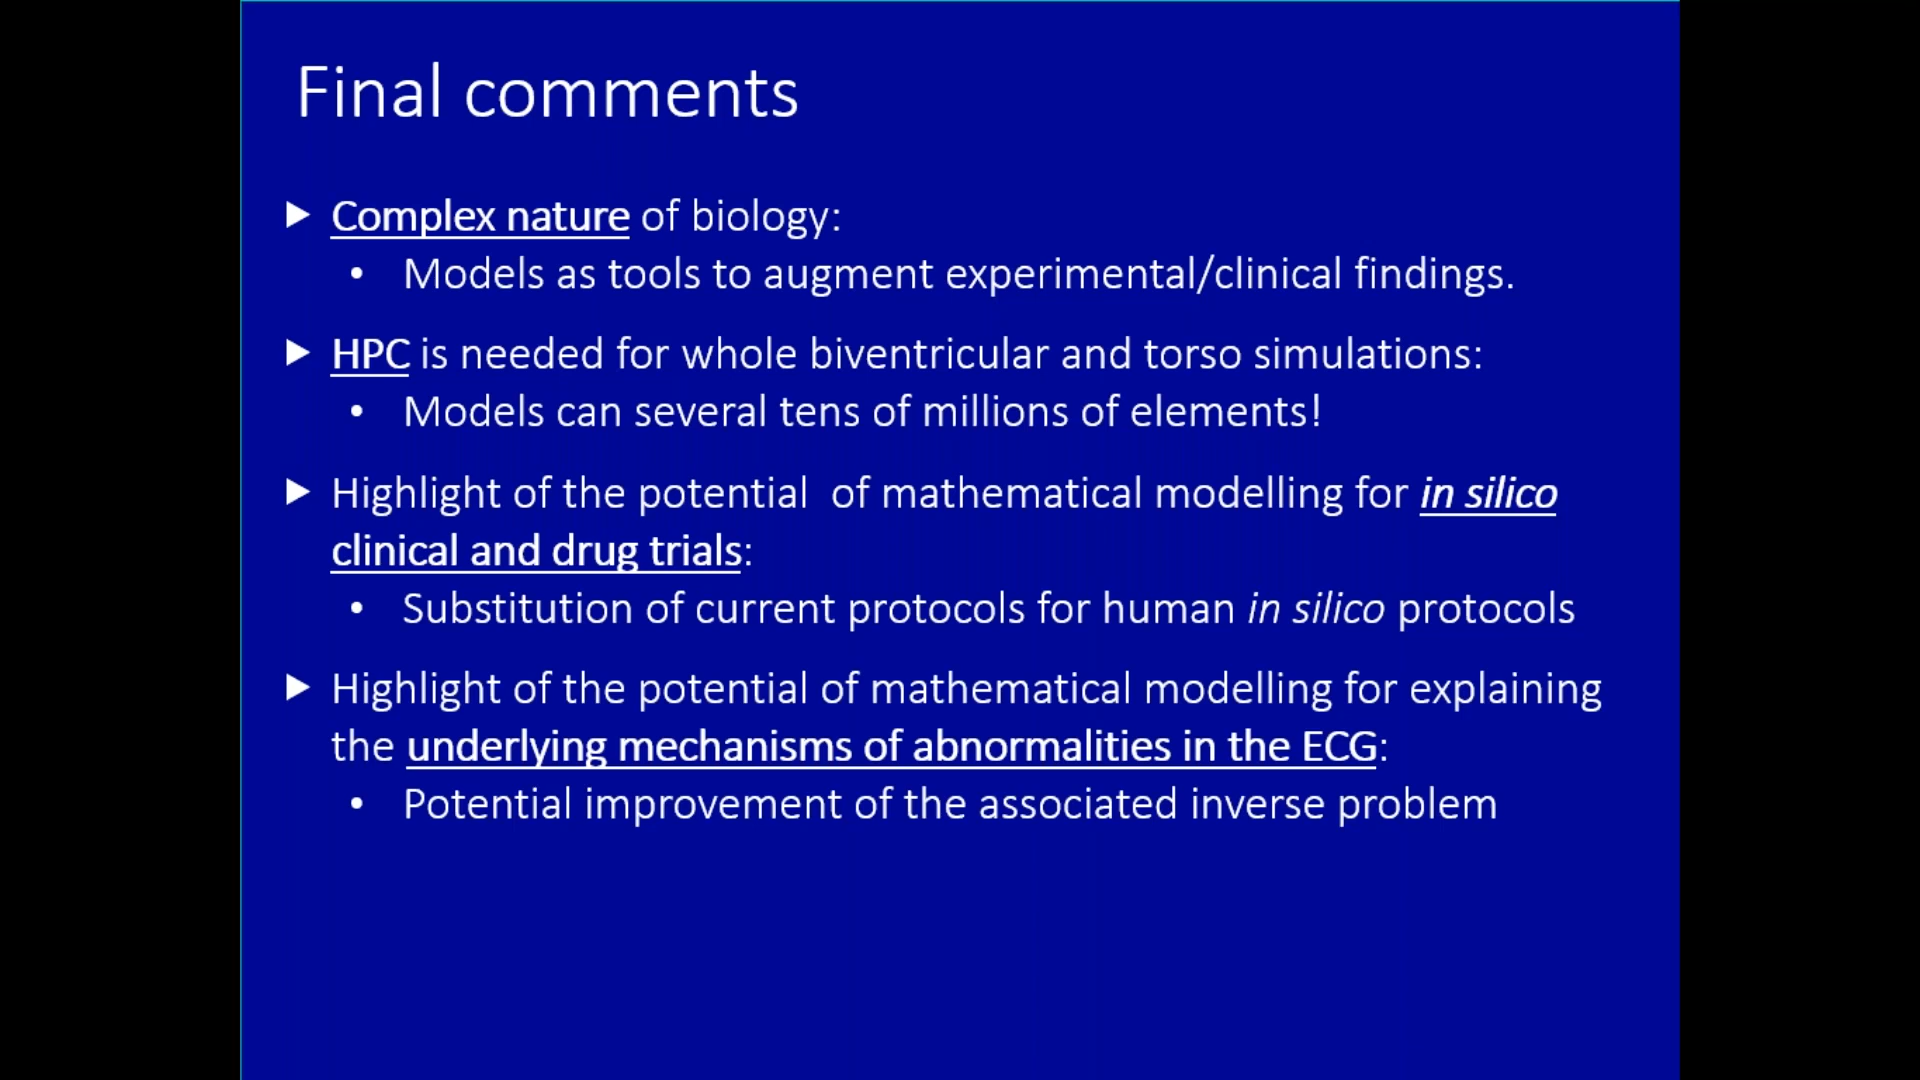 Final comments
▶ Complex nature of biology:
• Models as tools to augment experimental/clinical findings.
▶ HPC is needed for whole biventricular and torso simulations:
• Models can several tens of millions of elements!
▶ Highlight of the potential  of mathematical modelling for in silico
clinical and drug trials:
• Substitution of current protocols for human in silico protocols
▶ Highlight of the potential of mathematical modelling for explaining
the underlying mechanisms of abnormalities in the ECG:
• Potential improvement of the associated inverse problem